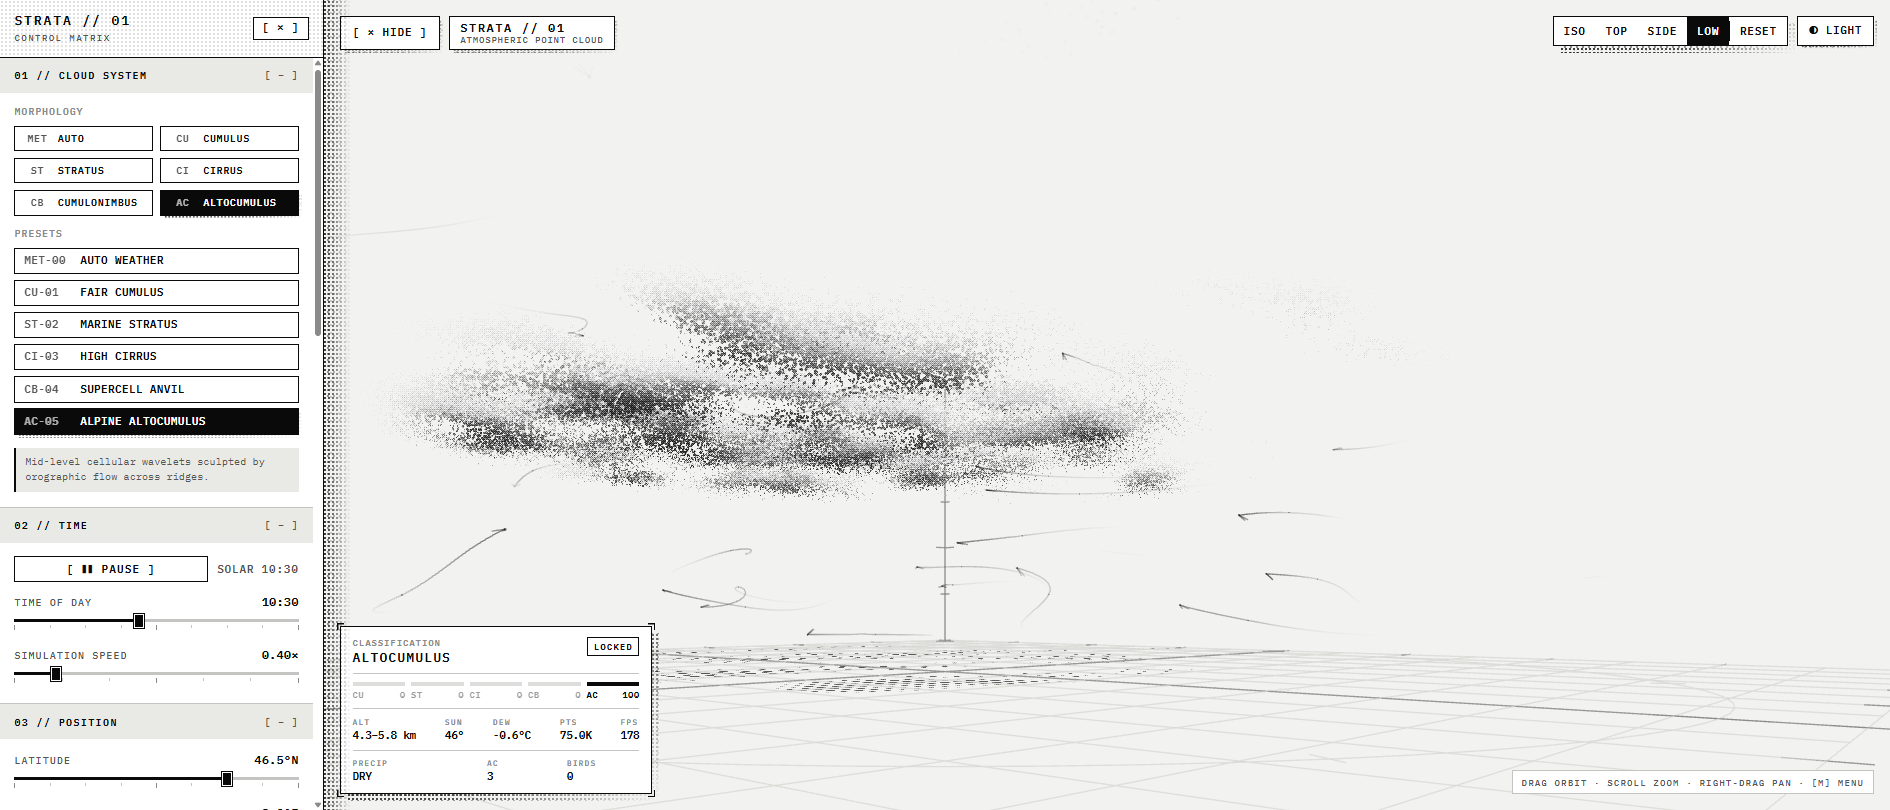 STRATA // 01
CONTROL MATRIX
[ × ]
01 // CLOUD SYSTEM
[ − ]
MORPHOLOGY
MET AUTO
CU CUMULUS
ST STRATUS
CI CIRRUS
CB CUMULONIMBUS
AC ALTOCUMULUS
PRESETS
MET-00 AUTO WEATHER
CU-01 FAIR CUMULUS
ST-02 MARINE STRATUS
CI-03 HIGH CIRRUS
CB-04 SUPERCELL ANVIL
AC-05 ALPINE ALTOCUMULUS
Mid-level cellular wavelets sculpted by
orographic flow across ridges.
02 // TIME
[ − ]
[ ▮▮ PAUSE ]
SOLAR 10:30
TIME OF DAY 10:30
SIMULATION SPEED 0.40×
03 // POSITION
[ − ]
LATITUDE 46.5°N
[ × HIDE ]
STRATA // 01
ATMOSPHERIC POINT CLOUD
ISO TOP SIDE LOW RESET
◐ LIGHT
CLASSIFICATION
ALTOCUMULUS
LOCKED
CU 0 ST 0 CI 0 CB 0 AC 100
ALT SUN DEW PTS FPS
4.3–5.8 km 46° -0.6°C 75.0K 178
PRECIP AC BIRDS
DRY 3 0
DRAG ORBIT · SCROLL ZOOM · RIGHT-DRAG PAN · [M] MENU